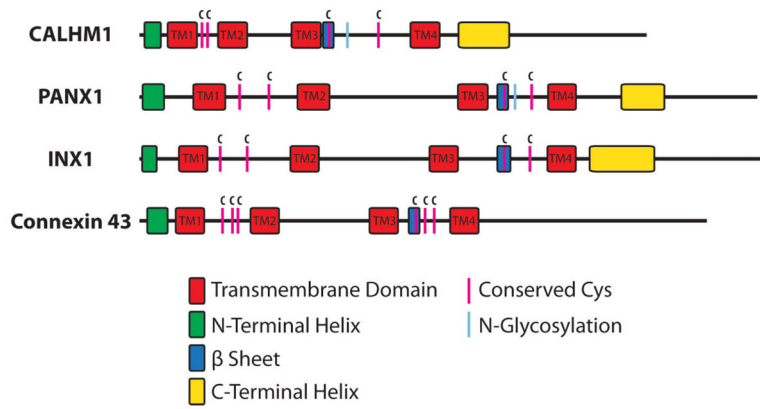 C C C C
CALHM1 TM1 TM2 TM3 TM4
C C C C
PANX1 TM1 TM2 TM3 TM4
C C C C
INX1 TM1 TM2 TM3 TM4
C C C C C C
Connexin 43 TM1 TM2 TM3 TM4
Transmembrane Domain
Conserved Cys
N-Terminal Helix
N-Glycosylation
β Sheet
C-Terminal Helix